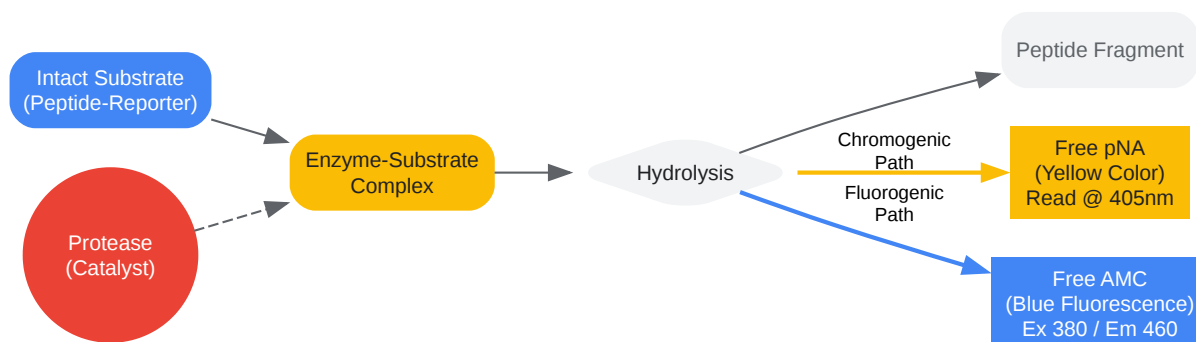 Intact Substrate
(Peptide-Reporter)
Protease
(Catalyst)
Enzyme-Substrate
Complex
Hydrolysis
Peptide Fragment
Chromogenic
Path
Free pNA
(Yellow Color)
Read @ 405nm
Fluorogenic
Path
Free AMC
(Blue Fluorescence)
Ex 380 / Em 460